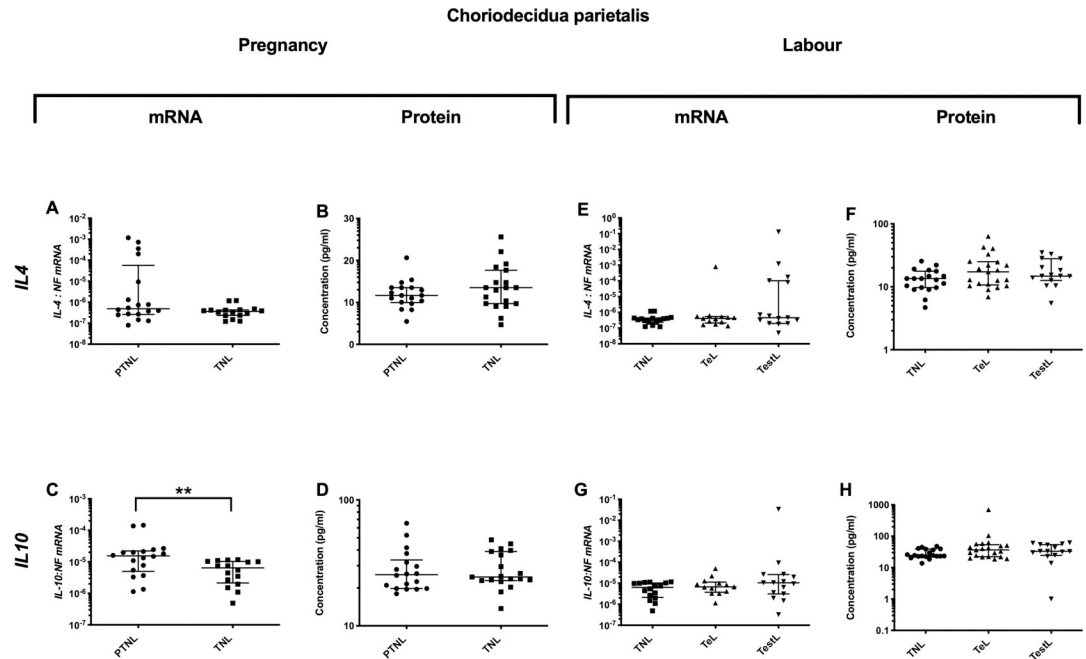 Choriodecidua parietalis
Pregnancy
Labour
mRNA
Protein
mRNA
Protein
IL4
A
IL-4 : NF mRNA
10-2
10-3
10-4
10-5
10-6
10-7
10-8
PTNL
TNL
B
Concentration (pg/ml)
30
20
10
0
PTNL
TNL
E
IL-4 : NF mRNA
100
10-1
10-2
10-3
10-4
10-5
10-6
10-7
10-8
TNL
TeL
TestL
F
Concentration (pg/ml)
100
10
1
TNL
TeL
TestL
IL10
C
IL-10:NF mRNA
10-3
10-4
10-5
10-6
10-7
**
PTNL
TNL
D
Concentration (pg/ml)
100
10
PTNL
TNL
G
IL-10:NF mRNA
10-1
10-2
10-3
10-4
10-5
10-6
10-7
TNL
TeL
TestL
H
Concentration (pg/ml)
1000
100
10
1
0.1
TNL
TeL
TestL